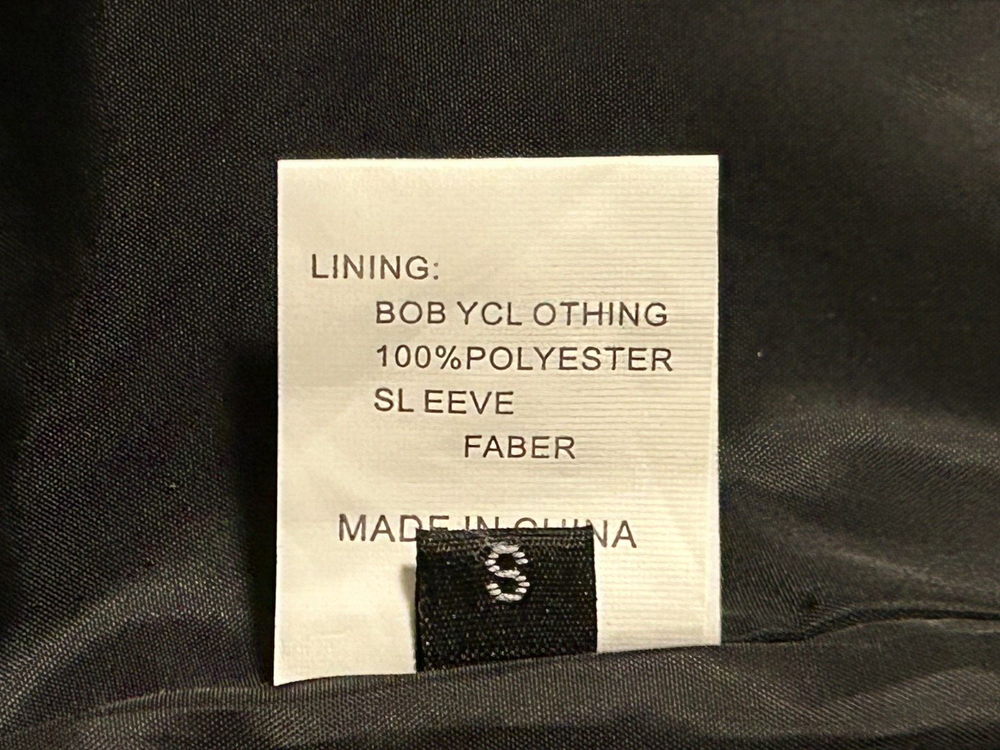 LINING:
BOB YCL OTHING
100%POLYESTER
SL EEVE
FABER
MADE IN CHINA
S